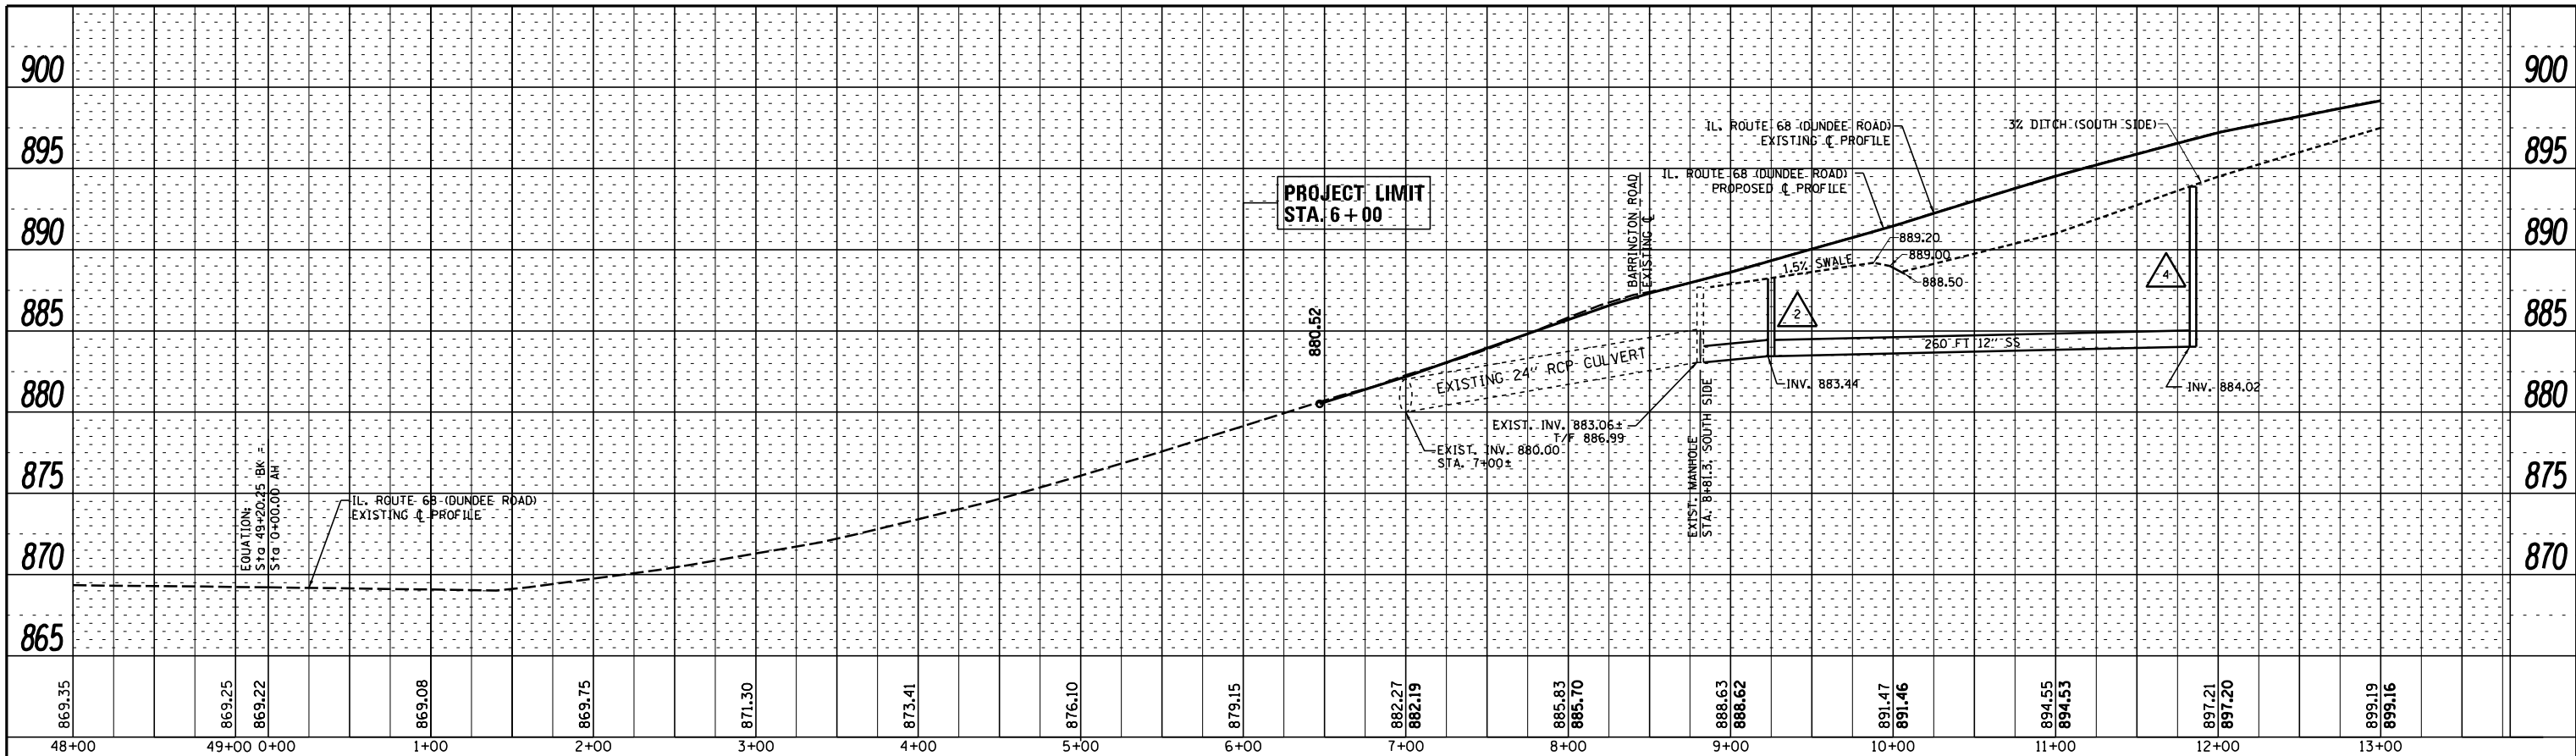 900
900
895
895
890
890
885
885
880
880
875
875
870
870
865
865
IL. ROUTE 68 (DUNDEE ROAD)
EXISTING ℄ PROFILE
3% DITCH (SOUTH SIDE)
IL. ROUTE 68 (DUNDEE ROAD)
PROPOSED ℄ PROFILE
PROJECT LIMIT
STA. 6+00
BARRINGTON ROAD
EXISTING ℄
889.20
889.00
888.50
1.5% SWALE
4
2
880.52
260 FT 12" SS
EXISTING 24" RCP CULVERT
INV. 883.44
INV. 884.02
EXIST. INV. 883.06±
T/F 886.99
EXIST. INV. 880.00
STA. 7+00±
EXIST. MANHOLE
STA. 8+81.3, SOUTH SIDE
EQUATION:
Sta 49+20.25 BK =
Sta 0+00.00 AH
IL. ROUTE 68 (DUNDEE ROAD)
EXISTING ℄ PROFILE
869.35
869.25
869.22
869.08
869.75
871.30
873.41
876.10
879.15
882.27
882.19
885.83
885.70
888.63
888.62
891.47
891.46
894.55
894.53
897.21
897.20
899.19
899.16
48+00
49+00
0+00
1+00
2+00
3+00
4+00
5+00
6+00
7+00
8+00
9+00
10+00
11+00
12+00
13+00